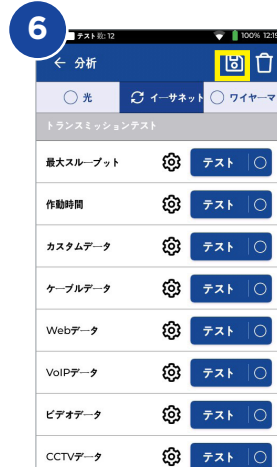 6
テスト数: 12 100% 12:15
← 分析
光 イーサネット ワイヤーマ
トランスミッションテスト
最大スループット テスト
作動時間 テスト
カスタムデータ テスト
ケーブルデータ テスト
Webデータ テスト
VoIPデータ テスト
ビデオデータ テスト
CCTVデータ テスト